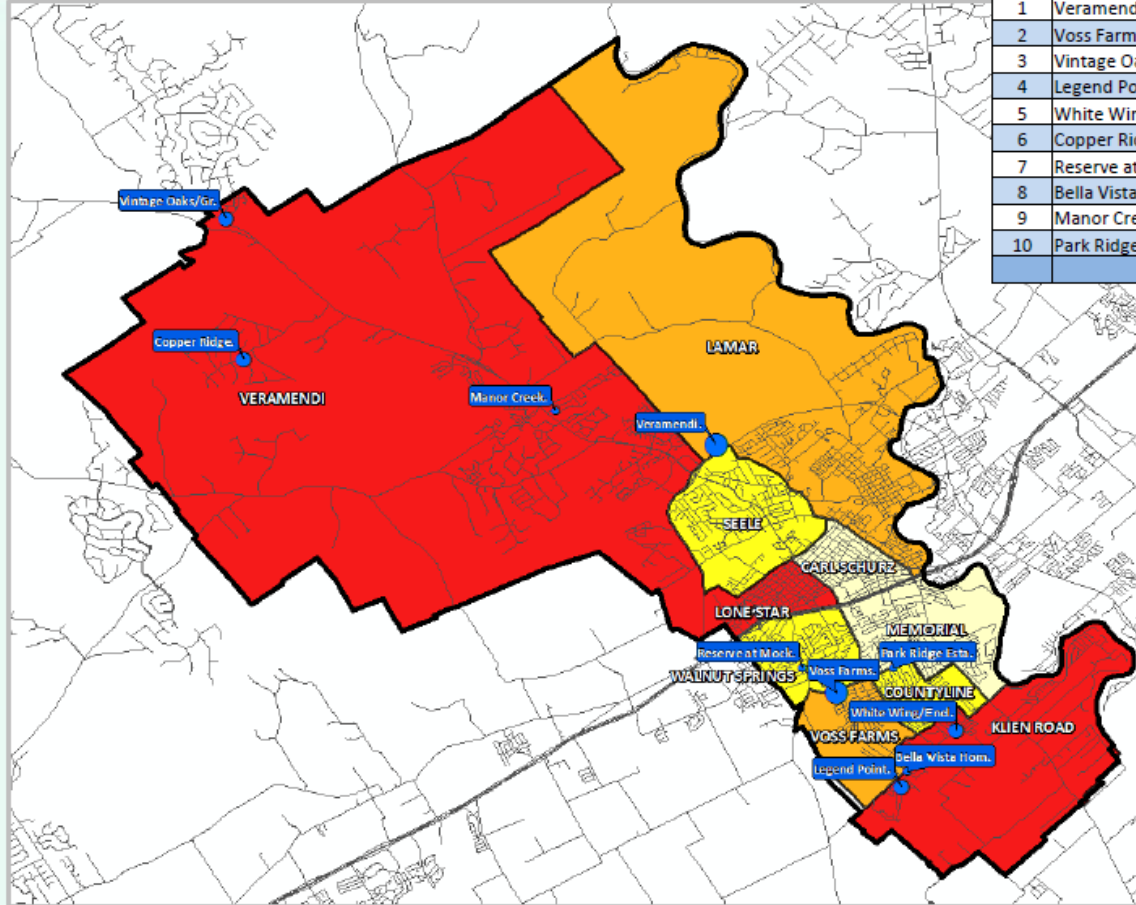 1 Veramend
2 Voss Farm
3 Vintage Oa
4 Legend Po
5 White Win
6 Copper Rid
7 Reserve at
8 Bella Vista
9 Manor Cre
10 Park Ridge
Vintage Oaks/Gr.
Copper Ridge.
LAMAR
VERAMENDI
Manor Creek.
Veramendi.
SEELE
CARL SCHURZ
LONE STAR
MEMORIAL
Reserve at Mock.
Park Ridge Esta.
Voss Farms.
WALNUT SPRINGS
COUNTYLINE
White Wing/Encl.
KLIEN ROAD
VOSS FARMS
Bella Vista Hom.
Legend Point.